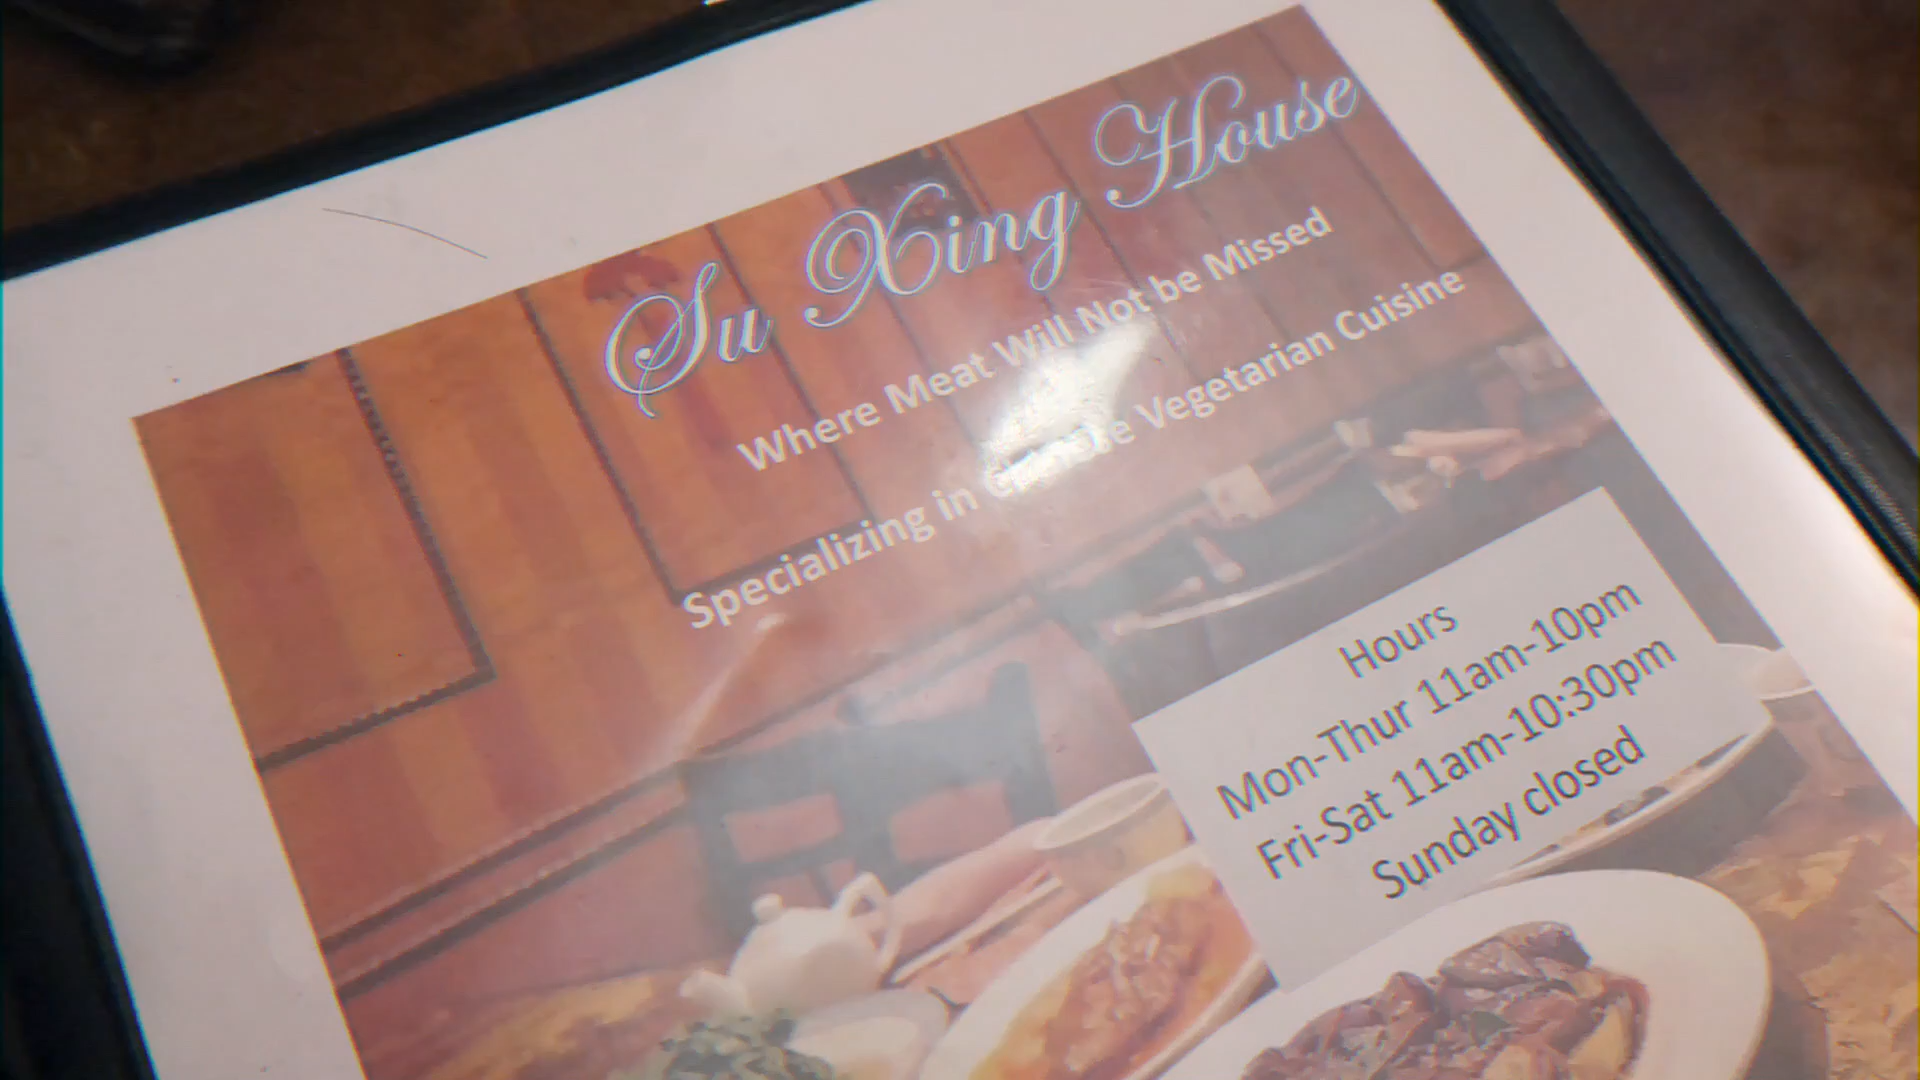 Su Xing House
Where Meat Will Not be Missed
Specializing in Chinese Vegetarian Cuisine
Hours
Mon-Thur 11am-10pm
Fri-Sat 11am-10:30pm
Sunday closed